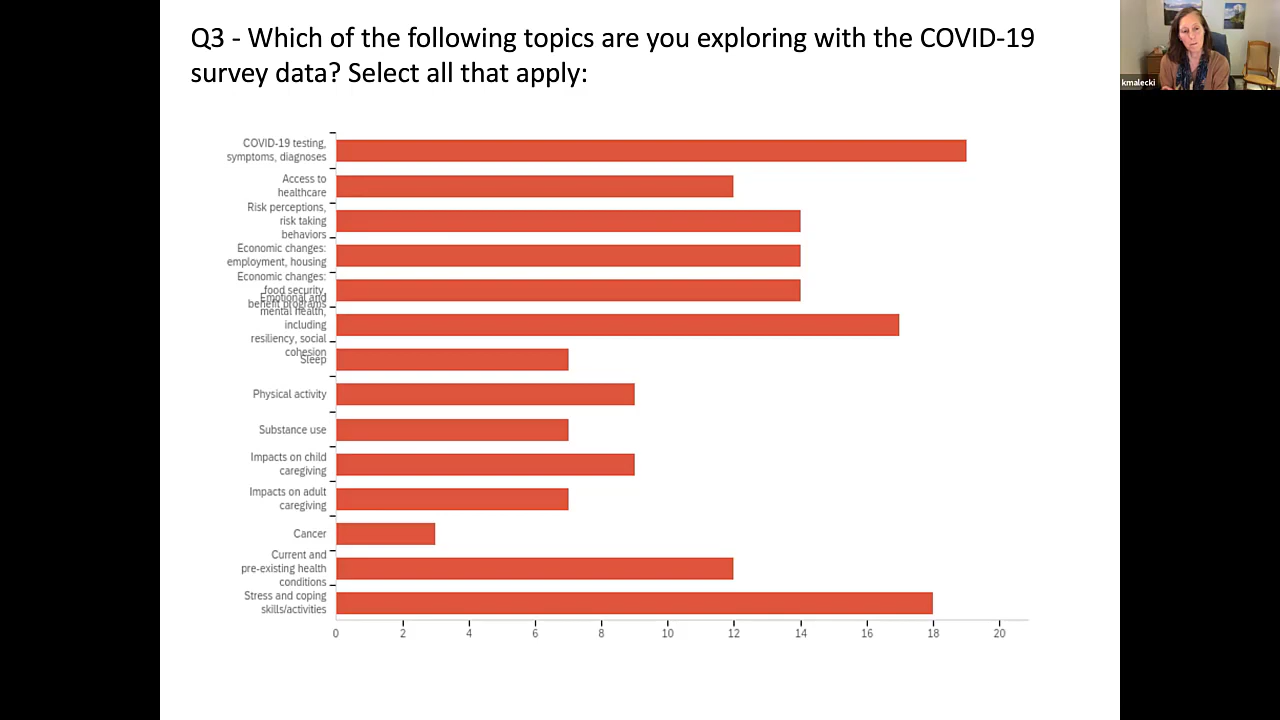 Q3 - Which of the following topics are you exploring with the COVID-19
survey data? Select all that apply:
kmalecki
COVID-19 testing,
symptoms, diagnoses
Access to
healthcare
Risk perceptions,
risk taking
behaviors
Economic changes:
employment, housing
Economic changes:
food security,
benefit programs
Emotional and
mental health,
including
resiliency, social
cohesion
Sleep
Physical activity
Substance use
Impacts on child
caregiving
Impacts on adult
caregiving
Cancer
Current and
pre-existing health
conditions
Stress and coping
skills/activities
0 2 4 6 8 10 12 14 16 18 20